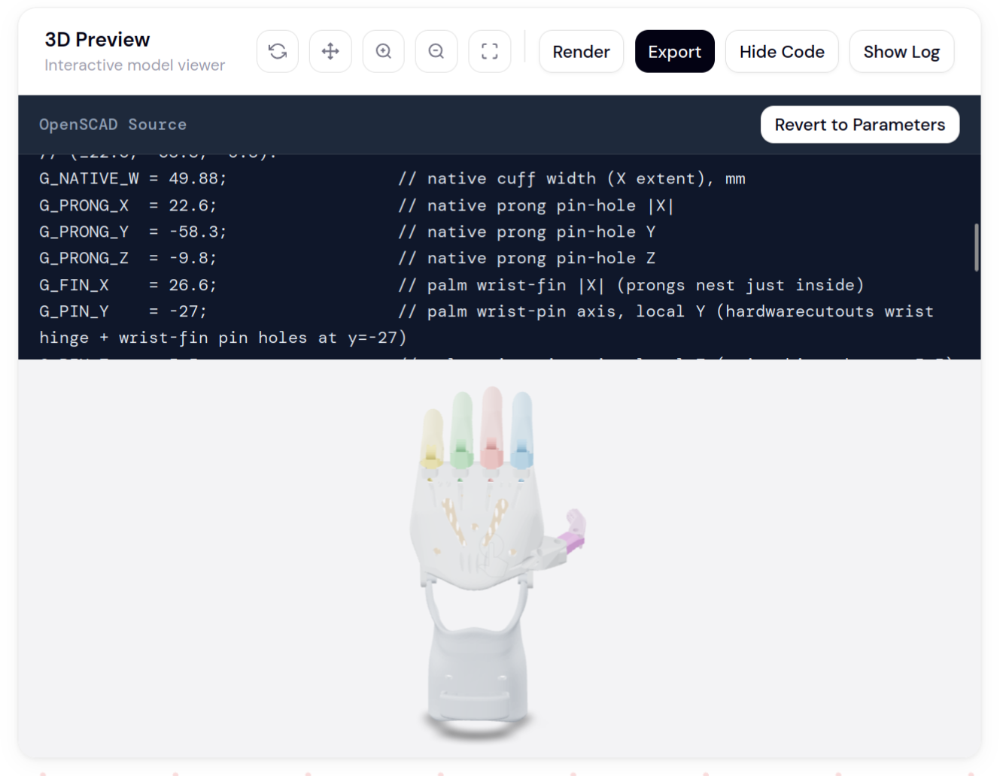 3D Preview
Interactive model viewer
Render
Export
Hide Code
Show Log
OpenSCAD Source
Revert to Parameters
G_NATIVE_W = 49.88; // native cuff width (X extent), mm
G_PRONG_X = 22.6; // native prong pin-hole |X|
G_PRONG_Y = -58.3; // native prong pin-hole Y
G_PRONG_Z = -9.8; // native prong pin-hole Z
G_FIN_X = 26.6; // palm wrist-fin |X| (prongs nest just inside)
G_PIN_Y = -27; // palm wrist-pin axis, local Y (hardwarecutouts wrist
hinge + wrist-fin pin holes at y=-27)